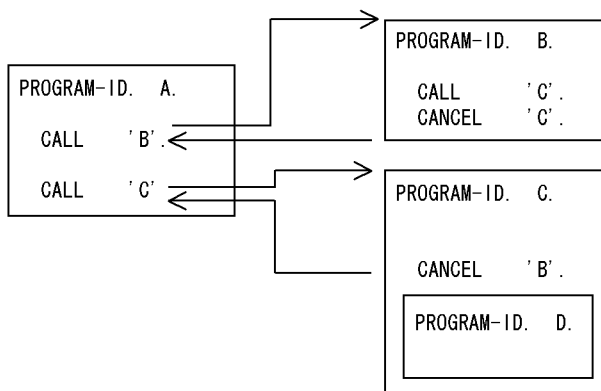 PROGRAM-ID. A.
CALL 'B'.
CALL 'C'
PROGRAM-ID. B.
CALL 'C'.
CANCEL 'C'.
PROGRAM-ID. C.
CANCEL 'B'.
PROGRAM-ID. D.